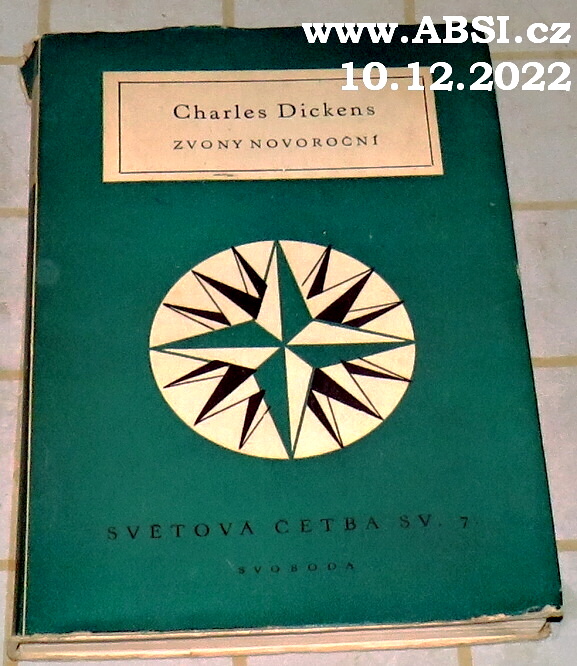 www.ABSI.cz
10.12.2022
Charles Dickens
ZVONY NOVOROČNÍ
SVĚTOVÁ ČETBA SV. 7
SVOBODA